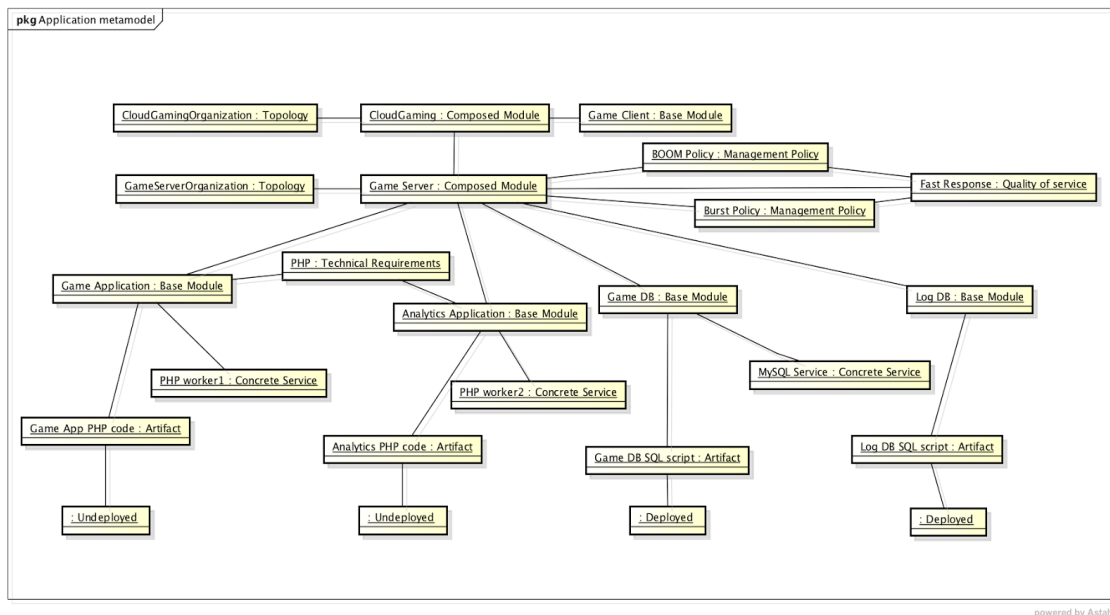 pkg Application metamodel
CloudGamingOrganization : Topology
CloudGaming : Composed Module
Game Client : Base Module
BOOM Policy : Management Policy
GameServerOrganization : Topology
Game Server : Composed Module
Fast Response : Quality of service
Burst Policy : Management Policy
PHP : Technical Requirements
Game Application : Base Module
Analytics Application : Base Module
Game DB : Base Module
Log DB : Base Module
PHP worker1 : Concrete Service
PHP worker2 : Concrete Service
MySQL Service : Concrete Service
Game App PHP code : Artifact
Analytics PHP code : Artifact
Game DB SQL script : Artifact
Log DB SQL script : Artifact
: Undeployed
: Undeployed
: Deployed
: Deployed
powered by Astah